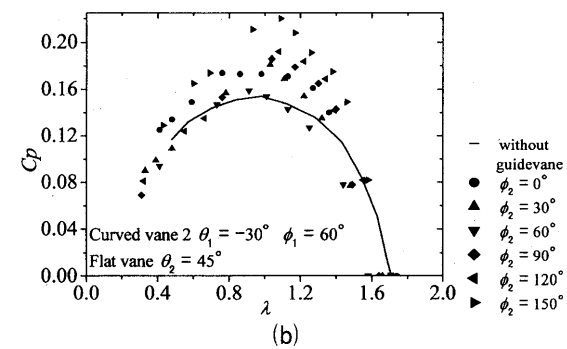 0.20
0.16
0.12
0.08
0.04
0.00
Cp
0.0 0.4 0.8 1.2 1.6 2.0
λ
Curved vane 2 θ₁ = −30° ϕ₁ = 60°
Flat vane θ₂ = 45°
— without
guidevane
● ϕ₂ = 0°
▲ ϕ₂ = 30°
▼ ϕ₂ = 60°
◆ ϕ₂ = 90°
◀ ϕ₂ = 120°
▶ ϕ₂ = 150°
(b)